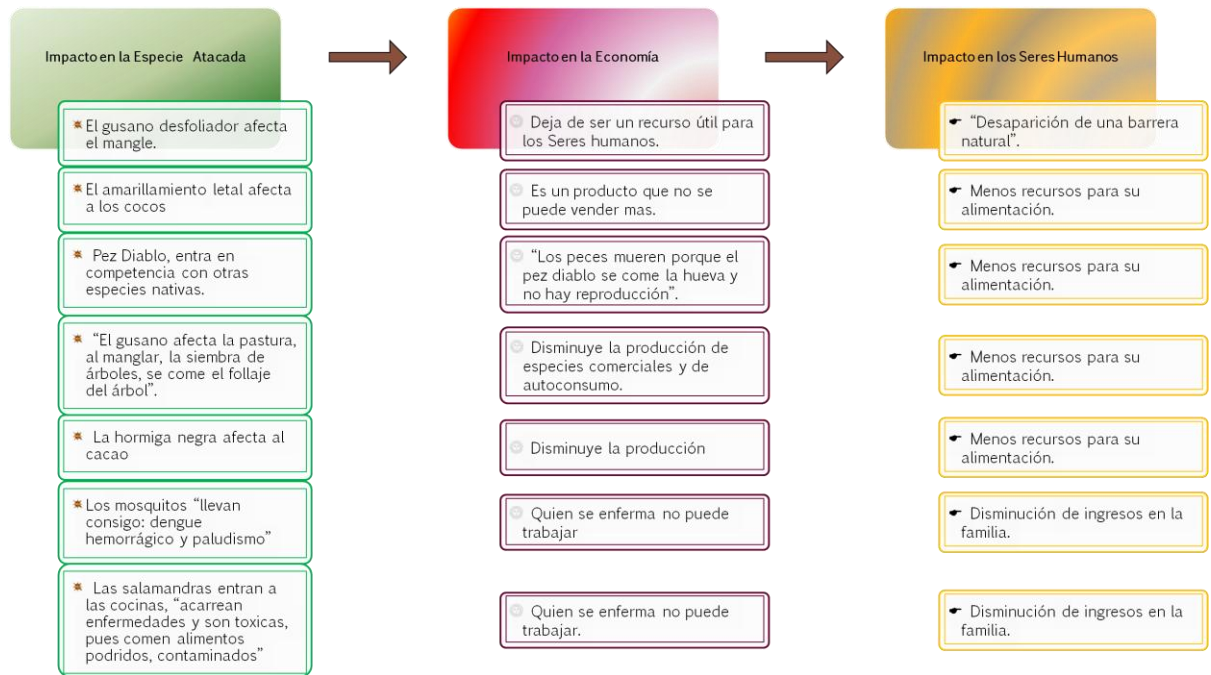 Impacto en la Especie Atacada
El gusano desfoliador afecta
el mangle.
El amarillamiento letal afecta
a los cocos
Pez Diablo, entra en
competencia con otras
especies nativas.
“El gusano afecta la pastura,
al manglar, la siembra de
árboles, se come el follaje
del árbol”.
La hormiga negra afecta al
cacao
Los mosquitos “llevan
consigo: dengue
hemorrágico y paludismo”
Las salamandras entran a
las cocinas, “acarrean
enfermedades y son toxicas,
pues comen alimentos
podridos, contaminados”
Impacto en la Economía
Deja de ser un recurso útil para
los Seres humanos.
Es un producto que no se
puede vender mas.
“Los peces mueren porque el
pez diablo se come la hueva y
no hay reproducción”.
Disminuye la producción de
especies comerciales y de
autoconsumo.
Disminuye la producción
Quien se enferma no puede
trabajar
Quien se enferma no puede
trabajar.
Impacto en los Seres Humanos
“Desaparición de una barrera
natural”.
Menos recursos para su
alimentación.
Menos recursos para su
alimentación.
Menos recursos para su
alimentación.
Menos recursos para su
alimentación.
Disminución de ingresos en la
familia.
Disminución de ingresos en la
familia.